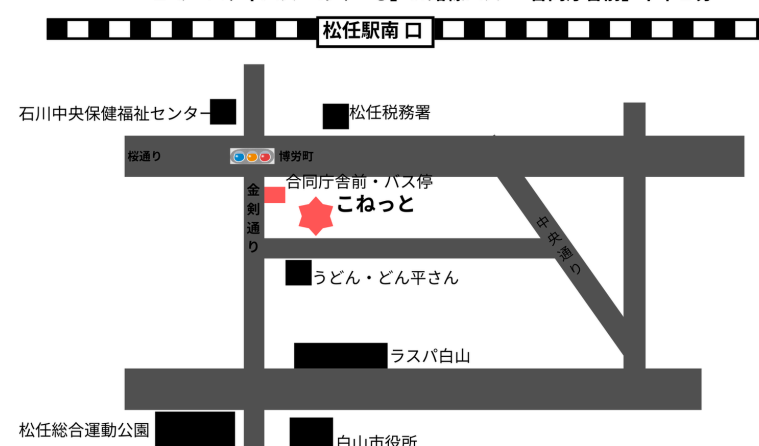 松任駅南 口
石川中央保健福祉センター
松任税務署
桜通り
博労町
合同庁舎前・バス停
金剣通り
こねっと
中央通り
うどん・どん平さん
ラスパ白山
松任総合運動公園
白山市役所